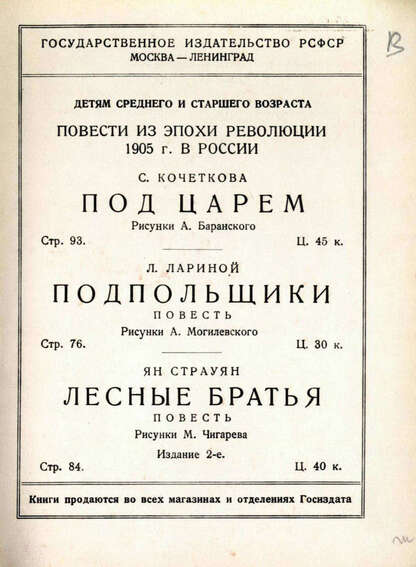 ГОСУДАРСТВЕННОЕ ИЗДАТЕЛЬСТВО РСФСР
МОСКВА — ЛЕНИНГРАД
ДЕТЯМ СРЕДНЕГО И СТАРШЕГО ВОЗРАСТА
ПОВЕСТИ ИЗ ЭПОХИ РЕВОЛЮЦИИ
1905 г. В РОССИИ
С. КОЧЕТКОВА
ПОД ЦАРЕМ
Рисунки А. Баранского
Стр. 93. Ц. 45 к.
Л. ЛАРИНОЙ
ПОДПОЛЬЩИКИ
ПОВЕСТЬ
Рисунки А. Могилевского
Стр. 76. Ц. 30 к.
ЯН СТРАУЯН
ЛЕСНЫЕ БРАТЬЯ
ПОВЕСТЬ
Рисунки М. Чигарева
Издание 2-е.
Стр. 84. Ц. 40 к.
Книги продаются во всех магазинах и отделениях Госиздата